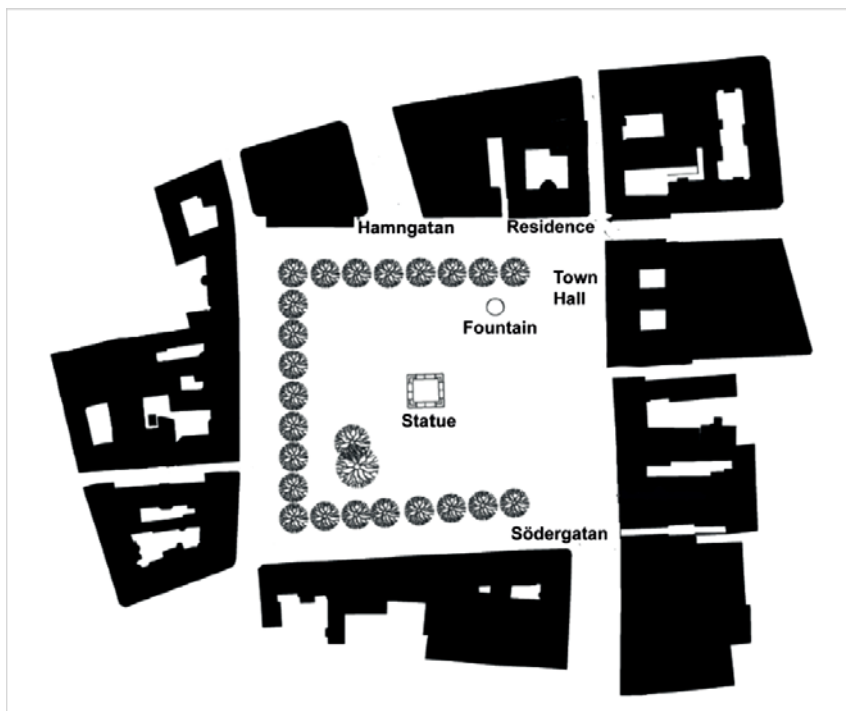 Hamngatan
Residence
Town
Hall
Fountain
Statue
Södergatan